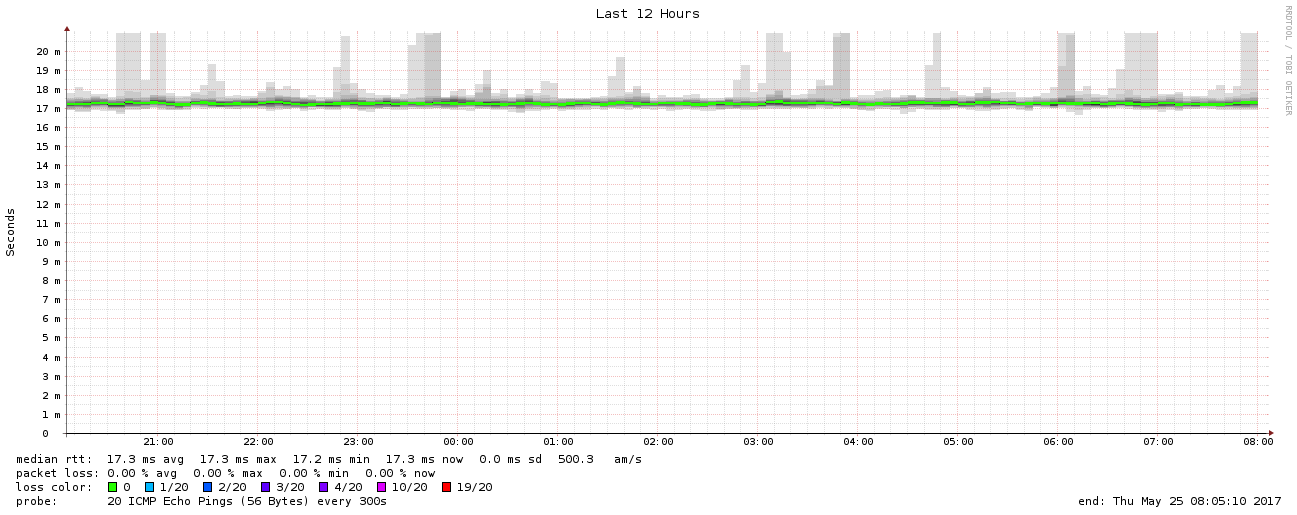 Last 12 Hours
RRDTOOL / TOBI OETIKER
Seconds
20 m
19 m
18 m
17 m
16 m
15 m
14 m
13 m
12 m
11 m
10 m
9 m
8 m
7 m
6 m
5 m
4 m
3 m
2 m
1 m
0
21:00 22:00 23:00 00:00 01:00 02:00 03:00 04:00 05:00 06:00 07:00 08:00
median rtt: 17.3 ms avg 17.3 ms max 17.2 ms min 17.3 ms now 0.0 ms sd 500.3 am/s
packet loss: 0.00 % avg 0.00 % max 0.00 % min 0.00 % now
loss color: 0 1/20 2/20 3/20 4/20 10/20 19/20
probe: 20 ICMP Echo Pings (56 Bytes) every 300s end: Thu May 25 08:05:10 2017